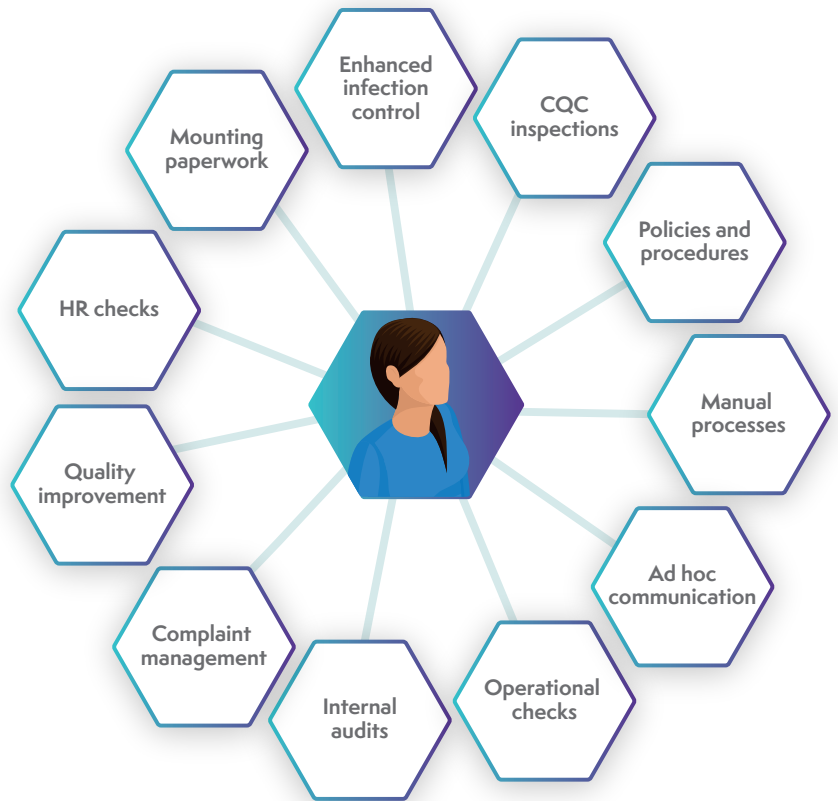 Enhanced
infection
control
CQC
inspections
Policies and
procedures
Manual
processes
Ad hoc
communication
Operational
checks
Internal
audits
Complaint
management
Quality
improvement
HR checks
Mounting
paperwork